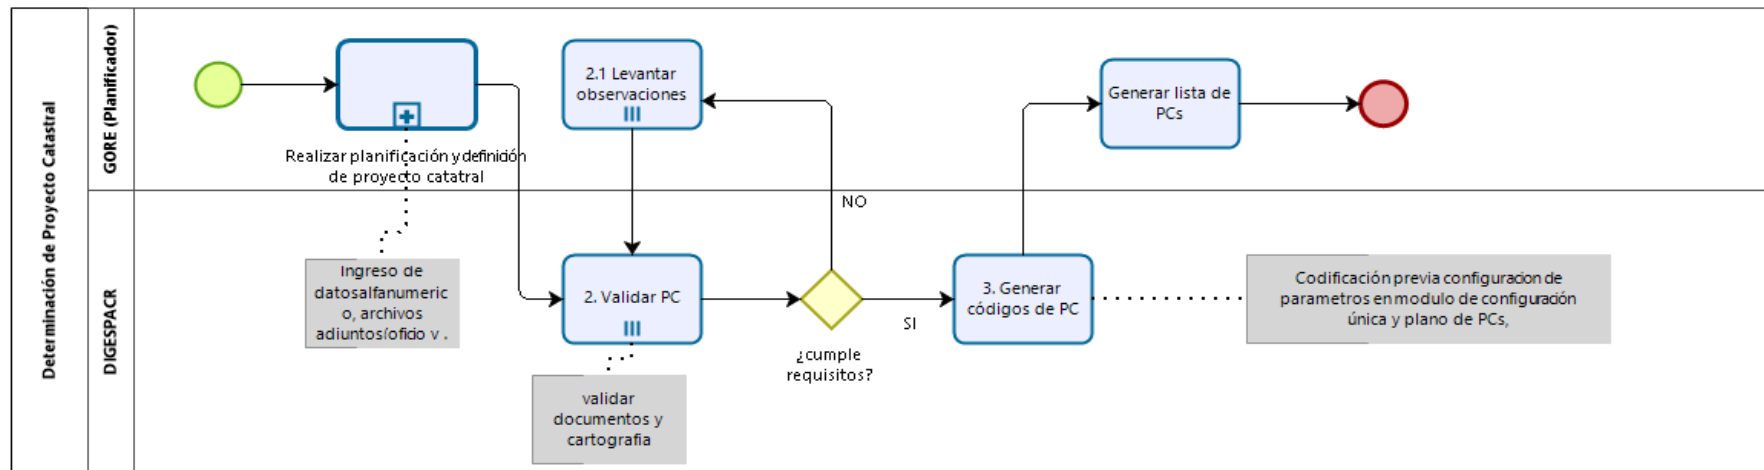 Determinación de Proyecto Catastral
GORE (Planificador)
DIGESPACR
Realizar planificación y definición
de proyecto catatral
2.1 Levantar
observaciones
Generar lista de
PCs
NO
Ingreso de
datosalfanumeric
o, archivos
adjuntos(oficio y .
2. Validar PC
validar
documentos y
cartografia
¿cumple
requisitos?
SI
3. Generar
códigos de PC
Codificación previa configuracion de
parametros en modulo de configuración
única y plano de PCs,